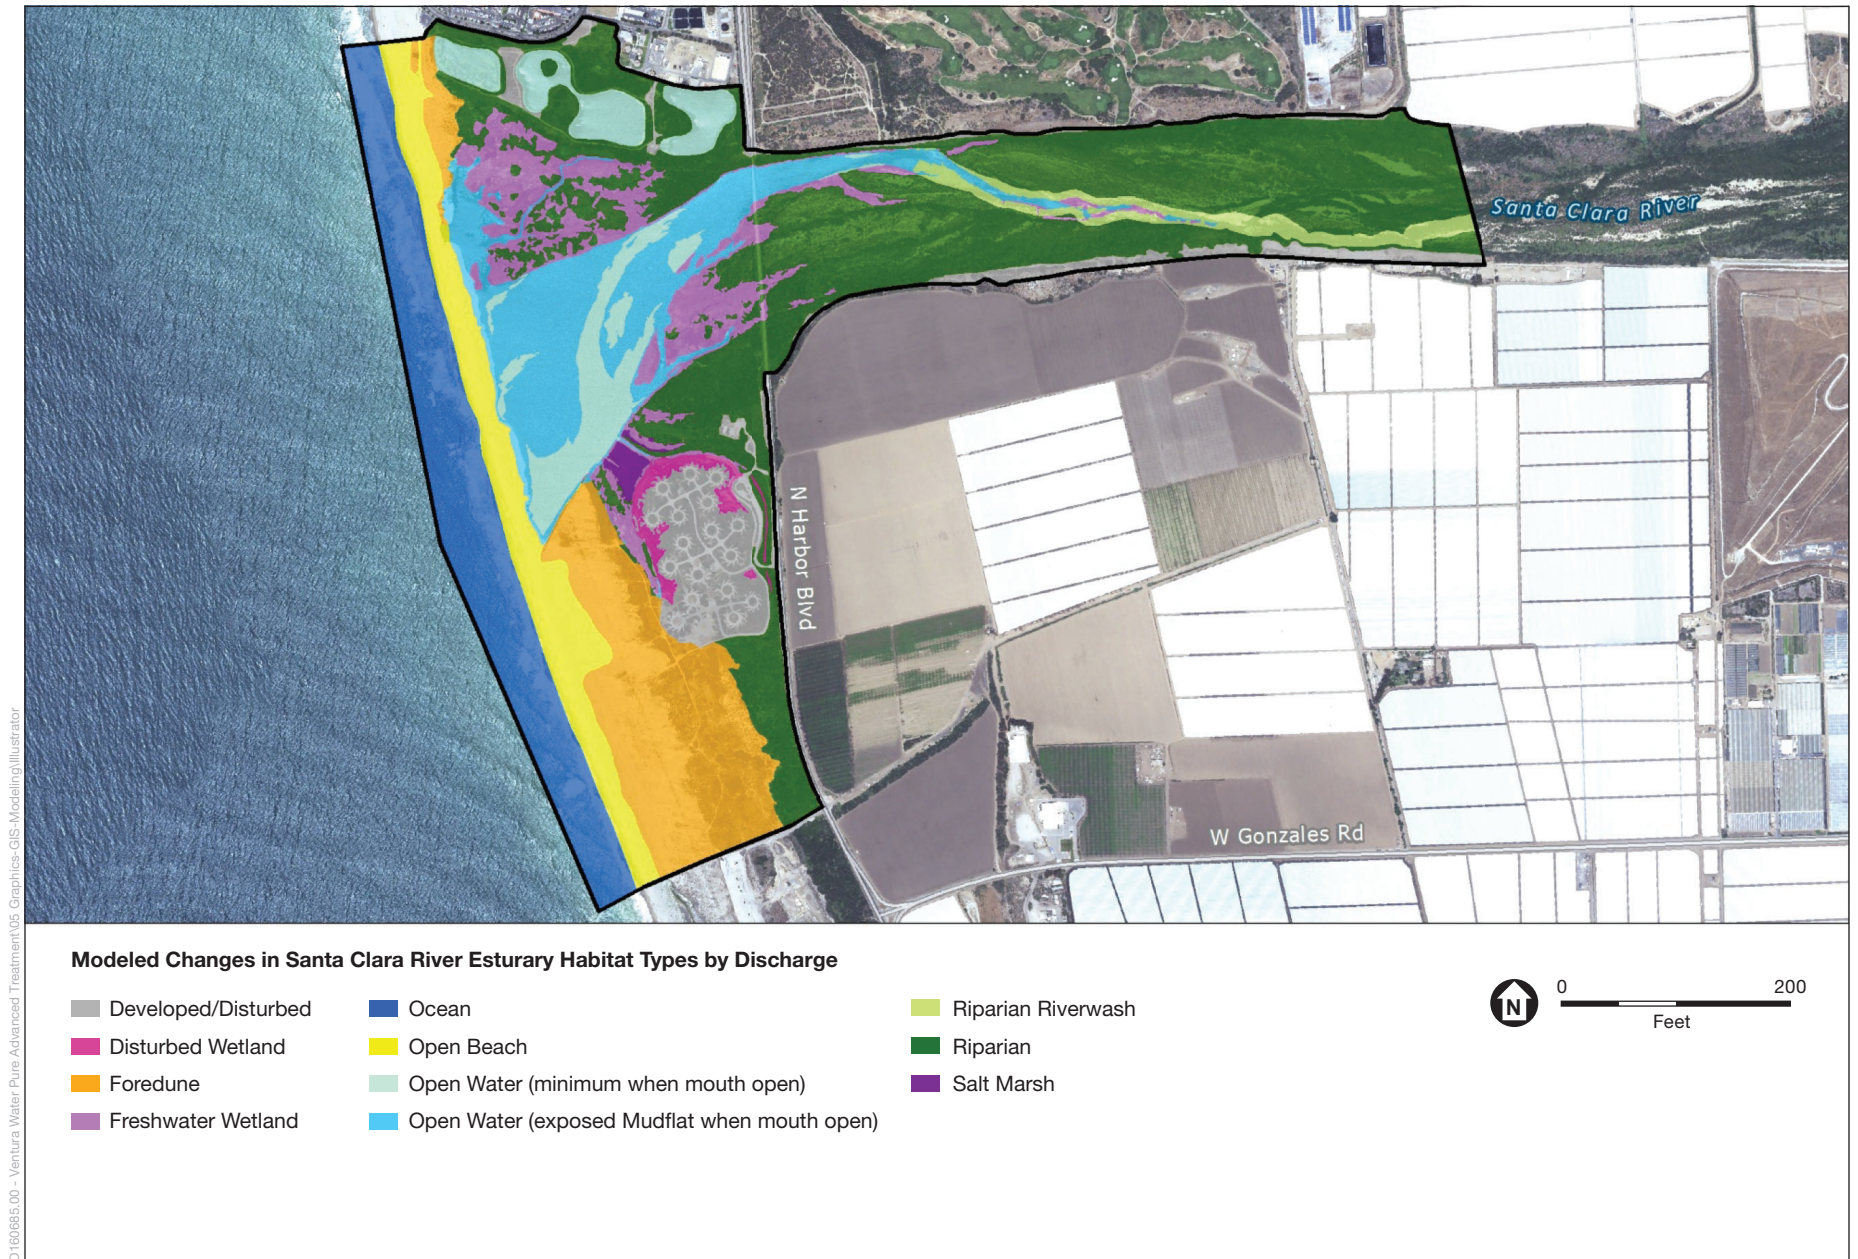 Santa Clara River
N Harbor Blvd
W Gonzales Rd
Modeled Changes in Santa Clara River Esturary Habitat Types by Discharge
Developed/Disturbed
Disturbed Wetland
Foredune
Freshwater Wetland
Ocean
Open Beach
Open Water (minimum when mouth open)
Open Water (exposed Mudflat when mouth open)
Riparian Riverwash
Riparian
Salt Marsh
N
0 200
Feet
D160685.00 - Ventura Water Pure Advanced Treatment\05 Graphics-GIS-Modeling\Illustrator